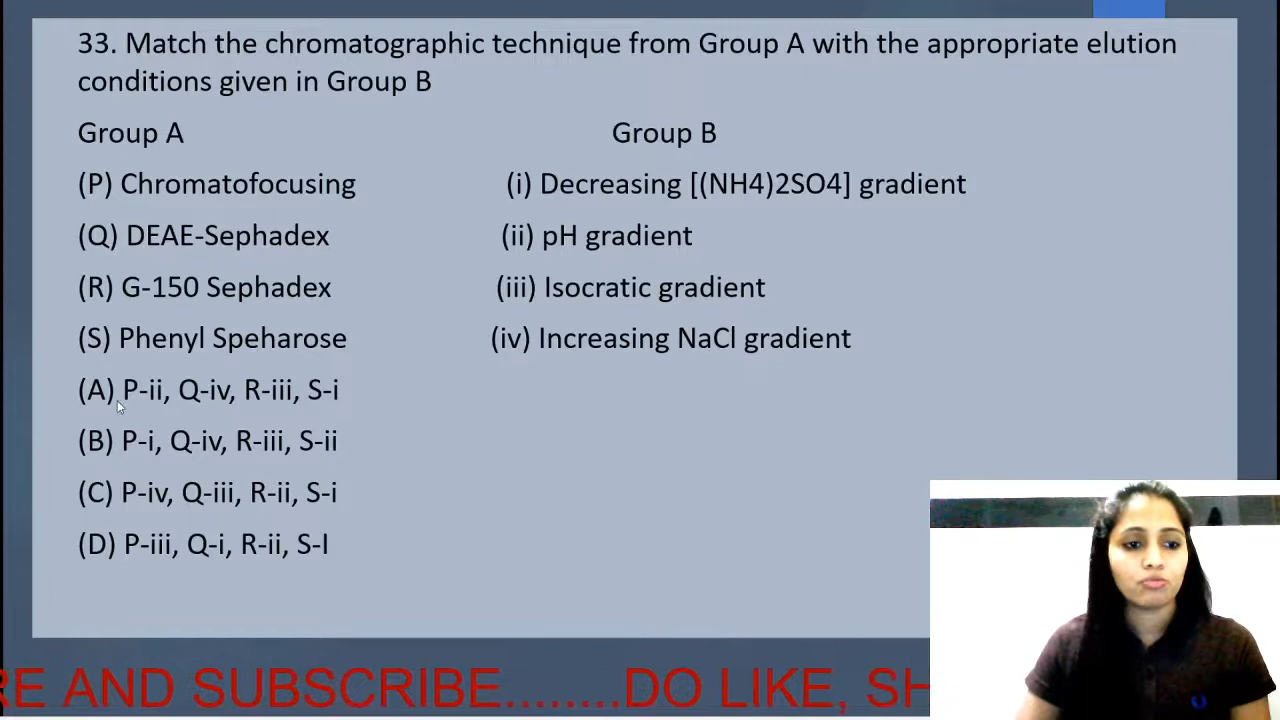 33. Match the chromatographic technique from Group A with the appropriate elution
conditions given in Group B
Group A Group B
(P) Chromatofocusing (i) Decreasing [(NH4)2SO4] gradient
(Q) DEAE-Sephadex (ii) pH gradient
(R) G-150 Sephadex (iii) Isocratic gradient
(S) Phenyl Speharose (iv) Increasing NaCl gradient
(A) P-ii, Q-iv, R-iii, S-i
(B) P-i, Q-iv, R-iii, S-ii
(C) P-iv, Q-iii, R-ii, S-i
(D) P-iii, Q-i, R-ii, S-I
RE AND SUBSCRIBE........DO LIKE, SH